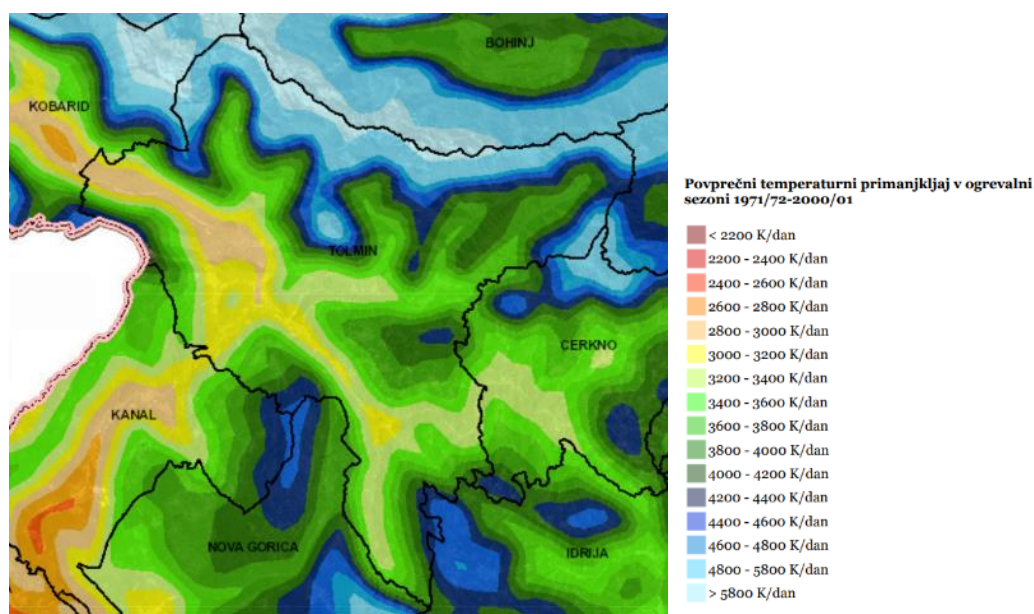 BOHINJ
KOBARID
TOLMIN
CERKNO
KANAL
NOVA GORICA
IDRIJA
Povprečni temperaturni primanjkljaj v ogrevalni
sezoni 1971/72-2000/01
< 2200 K/dan
2200 - 2400 K/dan
2400 - 2600 K/dan
2600 - 2800 K/dan
2800 - 3000 K/dan
3000 - 3200 K/dan
3200 - 3400 K/dan
3400 - 3600 K/dan
3600 - 3800 K/dan
3800 - 4000 K/dan
4000 - 4200 K/dan
4200 - 4400 K/dan
4400 - 4600 K/dan
4600 - 4800 K/dan
4800 - 5800 K/dan
> 5800 K/dan